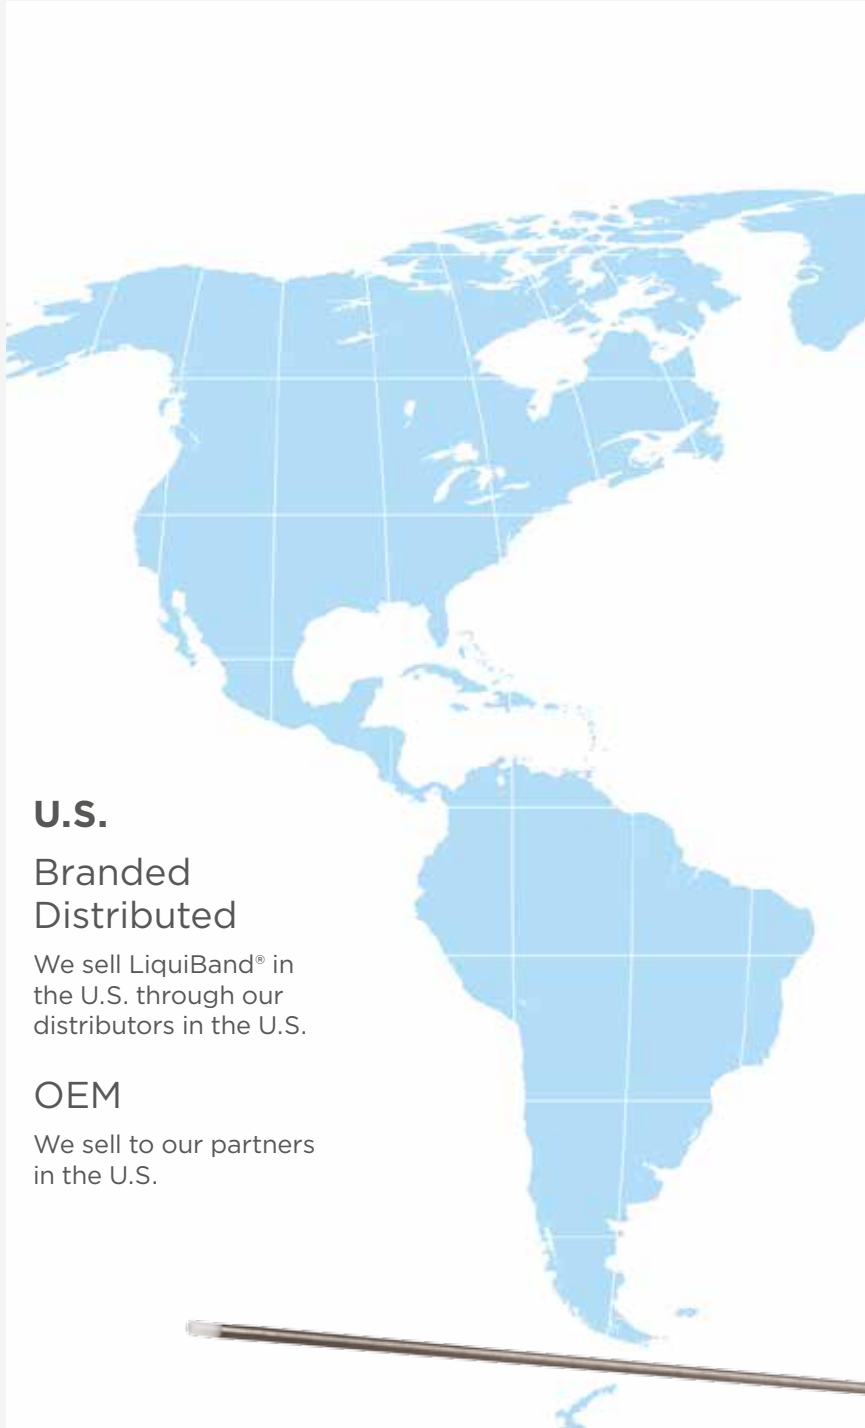 U.S.
Branded
Distributed
We sell LiquiBand® in
the U.S. through our
distributors in the U.S.
OEM
We sell to our partners
in the U.S.